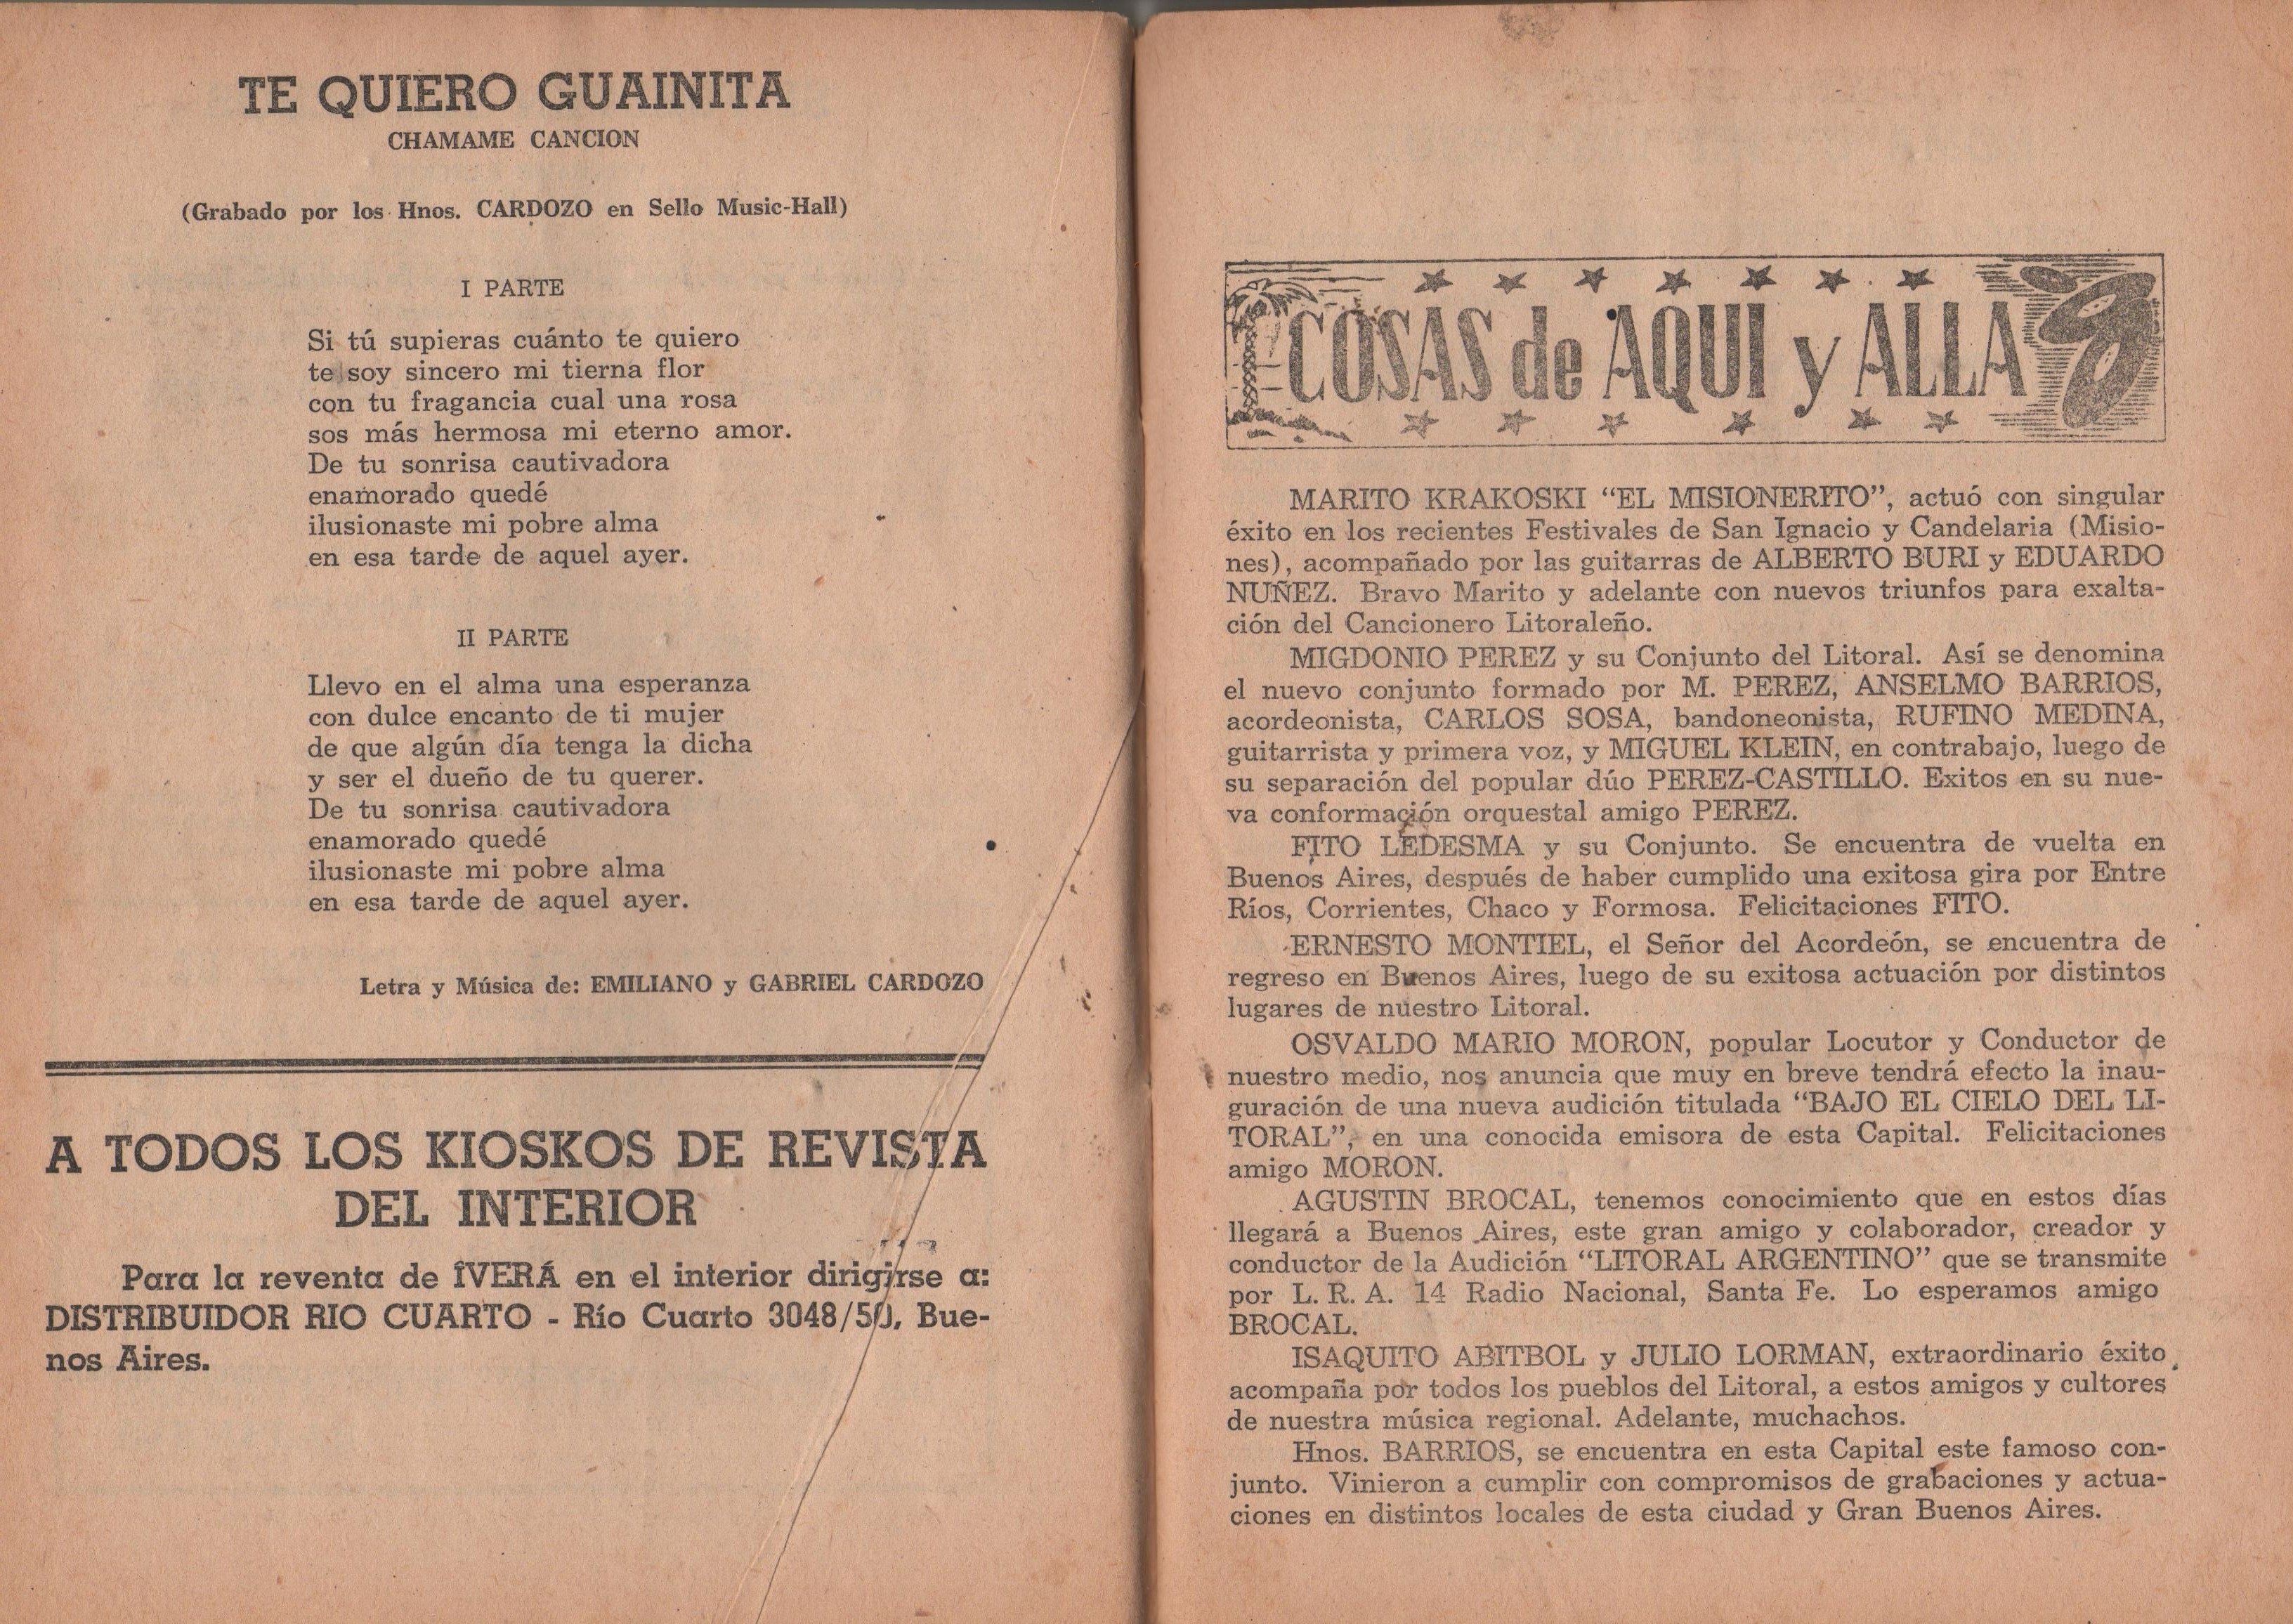 TE QUIERO GUAINITA
CHAMAME CANCION
(Grabado por los Hnos. CARDOZO en Sello Music-Hall)
I PARTE
Si tú supieras cuánto te quiero
te soy sincero mi tierna flor
con tu fragancia cual una rosa
sos más hermosa mi eterno amor.
De tu sonrisa cautivadora
enamorado quedé
ilusionaste mi pobre alma
en esa tarde de aquel ayer.
II PARTE
Llevo en el alma una esperanza
con dulce encanto de ti mujer
de que algún día tenga la dicha
y ser el dueño de tu querer.
De tu sonrisa cautivadora
enamorado quedé
ilusionaste mi pobre alma
en esa tarde de aquel ayer.
Letra y Música de: EMILIANO y GABRIEL CARDOZO
A TODOS LOS KIOSKOS DE REVISTA
DEL INTERIOR
Para la reventa de ÎVERÁ en el interior dirigirse a:
DISTRIBUIDOR RIO CUARTO - Río Cuarto 3048/50, Bue-
nos Aires.
COSAS de AQUI y ALLA
MARITO KRAKOSKI “EL MISIONERITO”, actuó con singular
éxito en los recientes Festivales de San Ignacio y Candelaria (Misio-
nes), acompañado por las guitarras de ALBERTO BURI y EDUARDO
NUÑEZ. Bravo Marito y adelante con nuevos triunfos para exalta-
ción del Cancionero Litoraleño.
MIGDONIO PEREZ y su Conjunto del Litoral. Así se denomina
el nuevo conjunto formado por M. PEREZ, ANSELMO BARRIOS,
acordeonista, CARLOS SOSA, bandoneonista, RUFINO MEDINA,
guitarrista y primera voz, y MIGUEL KLEIN, en contrabajo, luego de
su separación del popular dúo PEREZ-CASTILLO. Exitos en su nue-
va conformación orquestal amigo PEREZ.
FITO LEDESMA y su Conjunto. Se encuentra de vuelta en
Buenos Aires, después de haber cumplido una exitosa gira por Entre
Ríos, Corrientes, Chaco y Formosa. Felicitaciones FITO.
ERNESTO MONTIEL, el Señor del Acordeón, se encuentra de
regreso en Buenos Aires, luego de su exitosa actuación por distintos
lugares de nuestro Litoral.
OSVALDO MARIO MORON, popular Locutor y Conductor de
nuestro medio, nos anuncia que muy en breve tendrá efecto la inau-
guración de una nueva audición titulada “BAJO EL CIELO DEL LI-
TORAL”, en una conocida emisora de esta Capital. Felicitaciones
amigo MORON.
AGUSTIN BROCAL, tenemos conocimiento que en estos días
llegará a Buenos Aires, este gran amigo y colaborador, creador y
conductor de la Audición “LITORAL ARGENTINO” que se transmite
por L. R. A. 14 Radio Nacional, Santa Fe. Lo esperamos amigo
BROCAL.
ISAQUITO ABITBOL y JULIO LORMAN, extraordinario éxito
acompaña por todos los pueblos del Litoral, a estos amigos y cultores
de nuestra música regional. Adelante, muchachos.
Hnos. BARRIOS, se encuentra en esta Capital este famoso con-
junto. Vinieron a cumplir con compromisos de grabaciones y actua-
ciones en distintos locales de esta ciudad y Gran Buenos Aires.